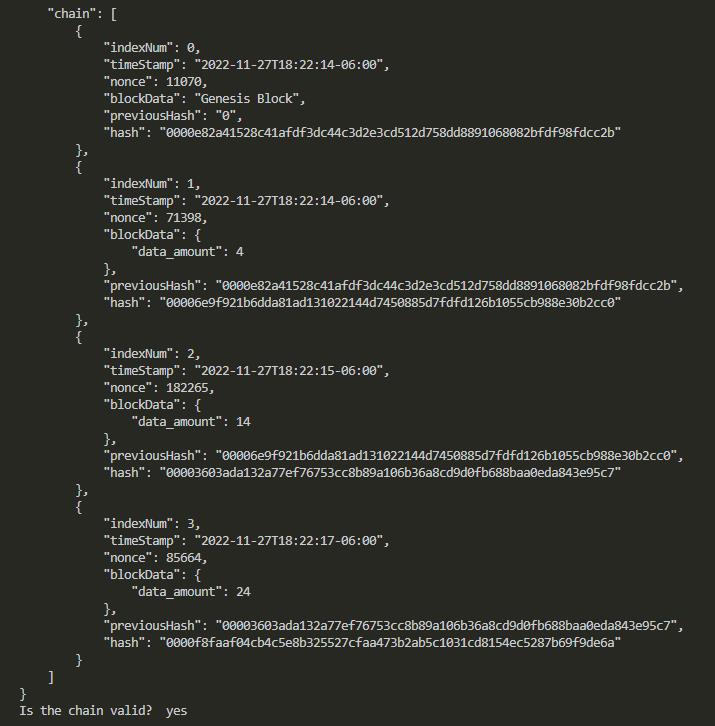 "chain": [
{
"indexNum": 0,
"timeStamp": "2022-11-27T18:22:14-06:00",
"nonce": 11070,
"blockData": "Genesis Block",
"previousHash": "0",
"hash": "0000e82a41528c41afdf3dc44c3d2e3cd512d758dd8891068082bfdf98fdcc2b"
},
{
"indexNum": 1,
"timeStamp": "2022-11-27T18:22:14-06:00",
"nonce": 71398,
"blockData": {
"data_amount": 4
},
"previousHash": "0000e82a41528c41afdf3dc44c3d2e3cd512d758dd8891068082bfdf98fdcc2b",
"hash": "00006e9f921b6dda81ad131022144d7450885d7fdfd126b1055cb988e30b2cc0"
},
{
"indexNum": 2,
"timeStamp": "2022-11-27T18:22:15-06:00",
"nonce": 182265,
"blockData": {
"data_amount": 14
},
"previousHash": "00006e9f921b6dda81ad131022144d7450885d7fdfd126b1055cb988e30b2cc0",
"hash": "00003603ada132a77ef76753cc8b89a106b36a8cd9d0fb688baa0eda843e95c7"
},
{
"indexNum": 3,
"timeStamp": "2022-11-27T18:22:17-06:00",
"nonce": 85664,
"blockData": {
"data_amount": 24
},
"previousHash": "00003603ada132a77ef76753cc8b89a106b36a8cd9d0fb688baa0eda843e95c7",
"hash": "0000f8faaf04cb4c5e8b325527cfaa473b2ab5c1031cd8154ec5287b69f9de6a"
}
]
}
Is the chain valid?  yes